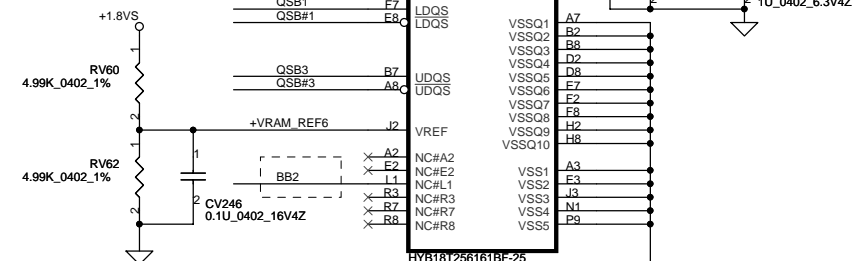 QSB1 F7 LDQS
QSB#1 E8 LDQS
1U_0402_6.3V4Z
+1.8VS
A7 VSSQ1
B2 VSSQ2
B8 VSSQ3
D2 VSSQ4
D8 VSSQ5
E7 VSSQ6
F2 VSSQ7
F8 VSSQ8
H2 VSSQ9
H8 VSSQ10
1
RV60
4.99K_0402_1%
2
QSB3 B7 UDQS
QSB#3 A8 UDQS
+VRAM_REF6 J2 VREF
1
RV62
4.99K_0402_1%
2
1
2
CV246
0.1U_0402_16V4Z
A2 NC#A2
E2 NC#E2
BB2 L1 NC#L1
R3 NC#R3
R7 NC#R7
R8 NC#R8
VSS1 A3
VSS2 E3
VSS3 J3
VSS4 N1
VSS5 P9
HYB18T256161BF-25